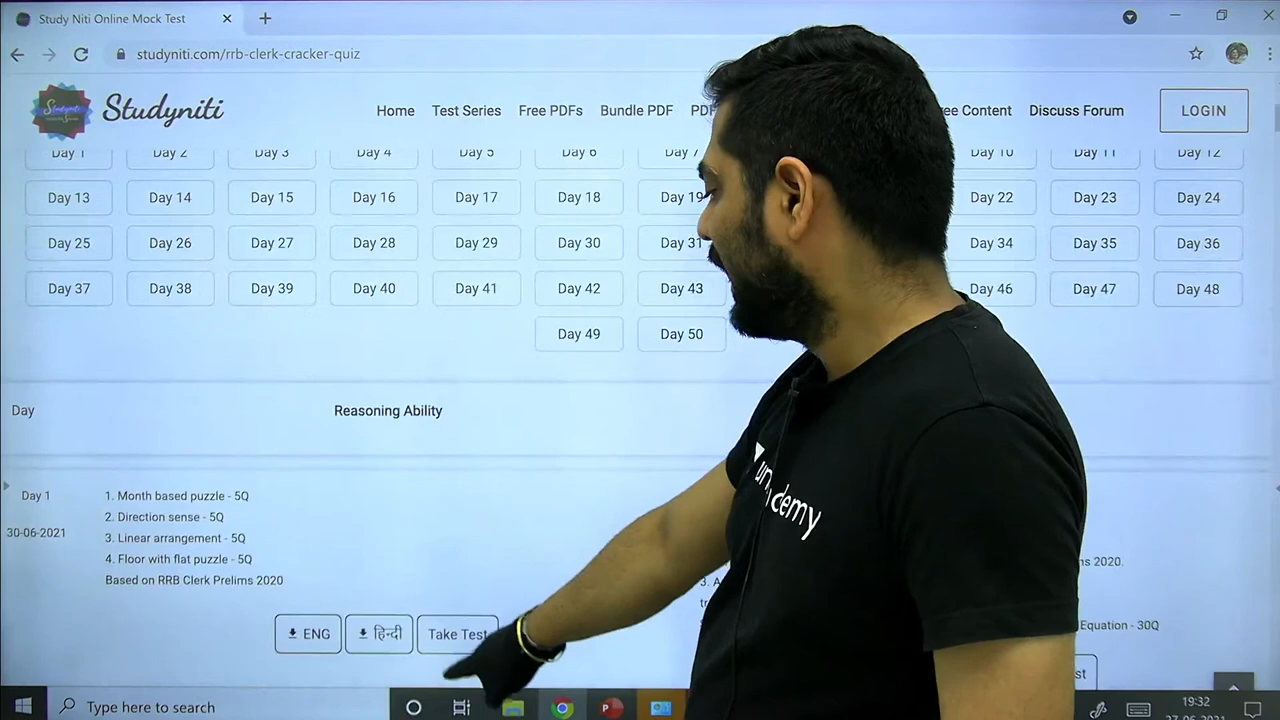 Study Niti Online Mock Test
studyniti.com/rrb-clerk-cracker-quiz
Studyniti
Studyniti
Home Test Series Free PDFs Bundle PDF Content Discuss Forum LOGIN
Day 1 Day 2 Day 3 Day 4 Day 5 Day 6 Day 7 Day 10 Day 11 Day 12
Day 13 Day 14 Day 15 Day 16 Day 17 Day 18 Day 19 Day 22 Day 23 Day 24
Day 25 Day 26 Day 27 Day 28 Day 29 Day 30 Day 31 Day 34 Day 35 Day 36
Day 37 Day 38 Day 39 Day 40 Day 41 Day 42 Day 43 Day 46 Day 47 Day 48
Day 49 Day 50
Day Reasoning Ability
Day 1
30-06-2021
1. Month based puzzle - 5Q
2. Direction sense - 5Q
3. Linear arrangement - 5Q
4. Floor with flat puzzle - 5Q
Based on RRB Clerk Prelims 2020
2020.
3.
Equation - 30Q
ENG हिन्दी Take Test
Type here to search
19:32